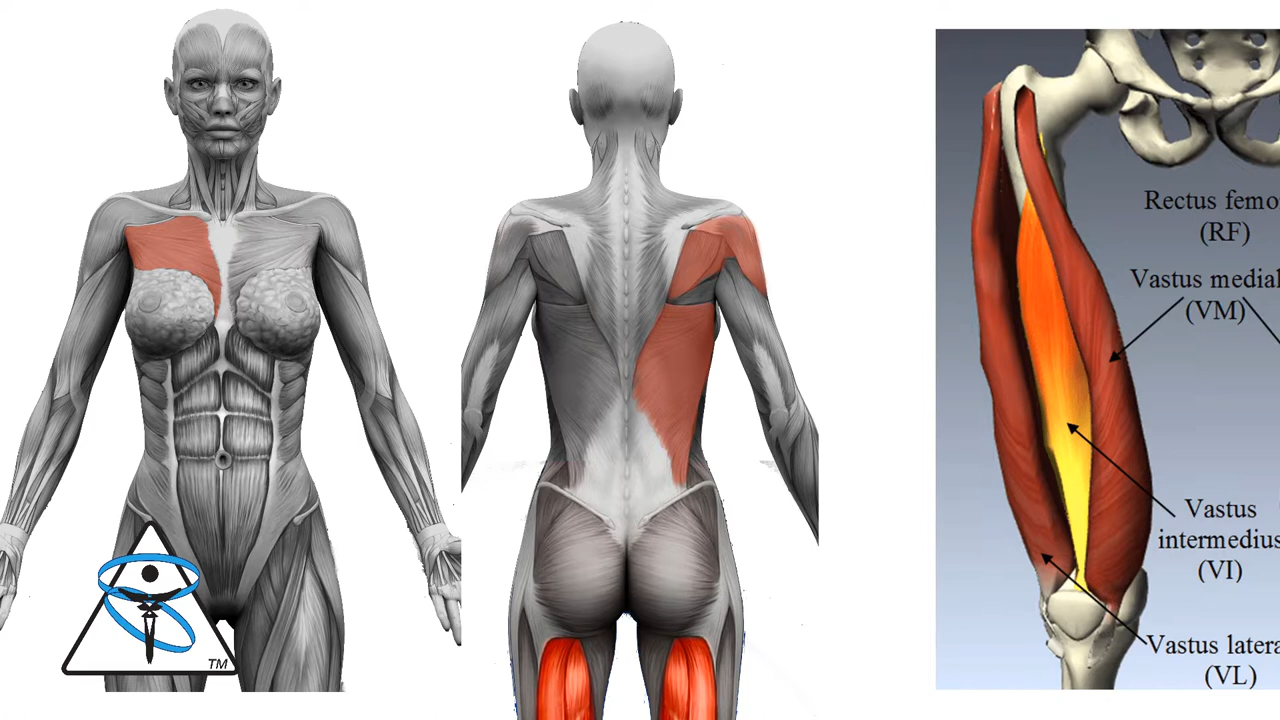 Rectus femo
(RF)
Vastus medial
(VM)
Vastus
intermedius
(VI)
Vastus latera
(VL)
TM